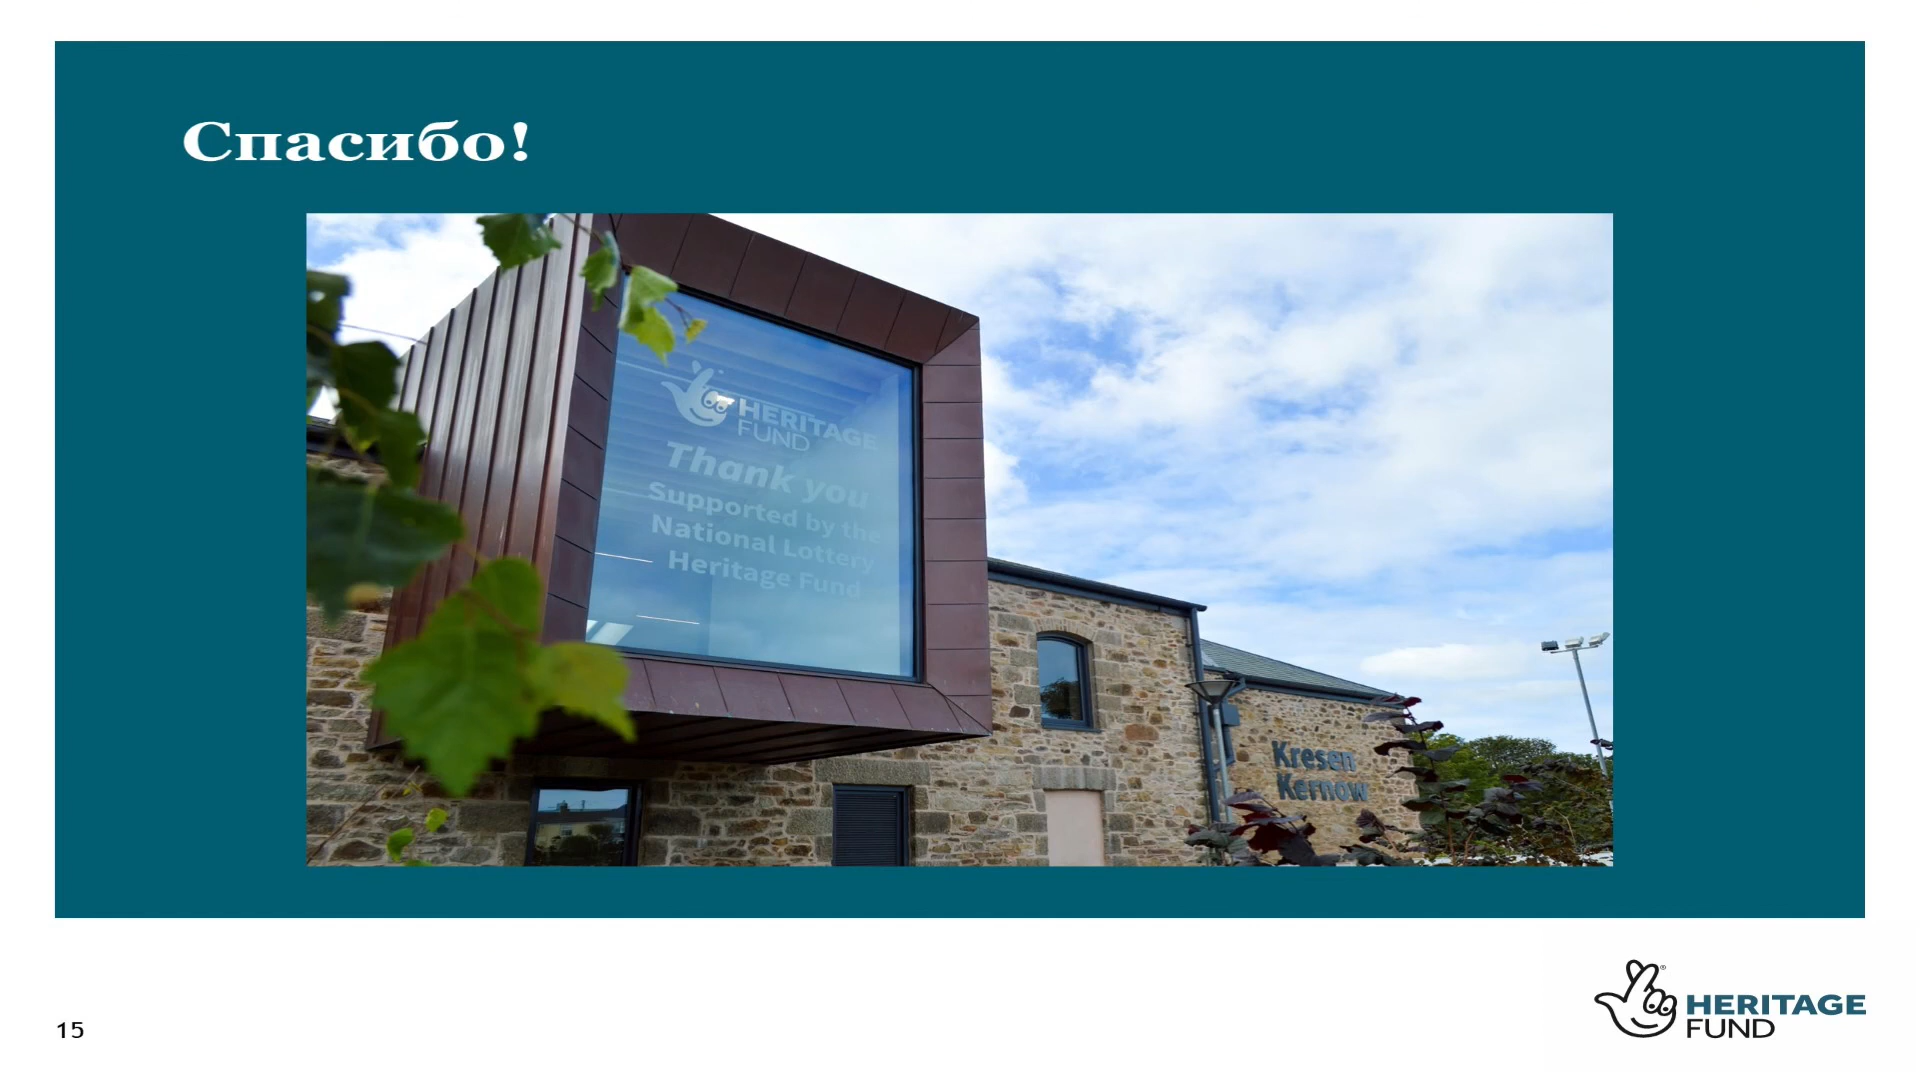 Спасибо!
HERITAGE
FUND
Thank you
Supported by the
National Lottery
Heritage Fund
Kresen
Kernow
15
HERITAGE
FUND